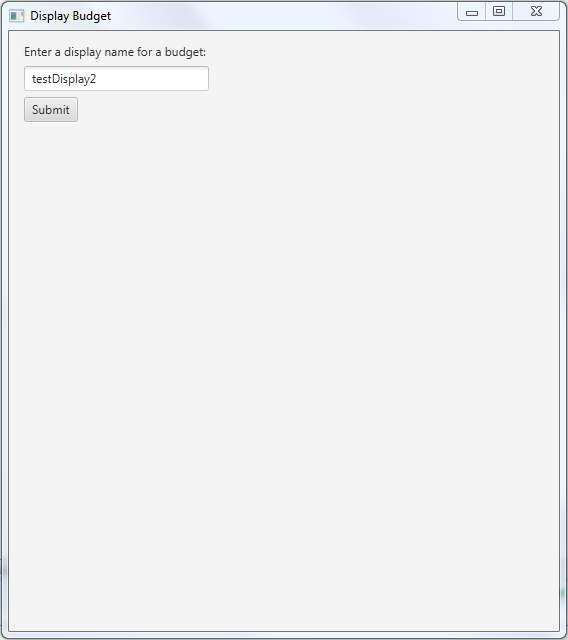 Display Budget
Enter a display name for a budget:
testDisplay2
Submit